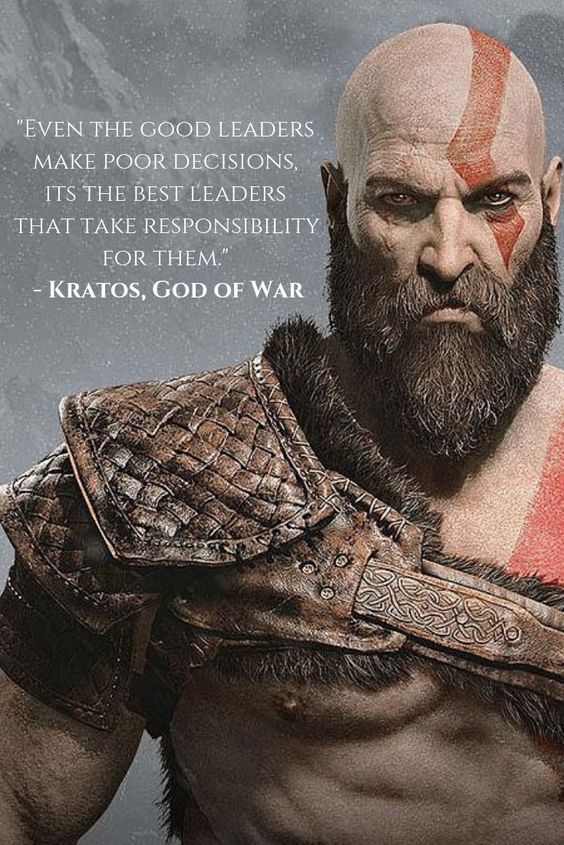 "Even the good leaders
make poor decisions,
its the best leaders
that take responsibility
for them."
- Kratos, God of War